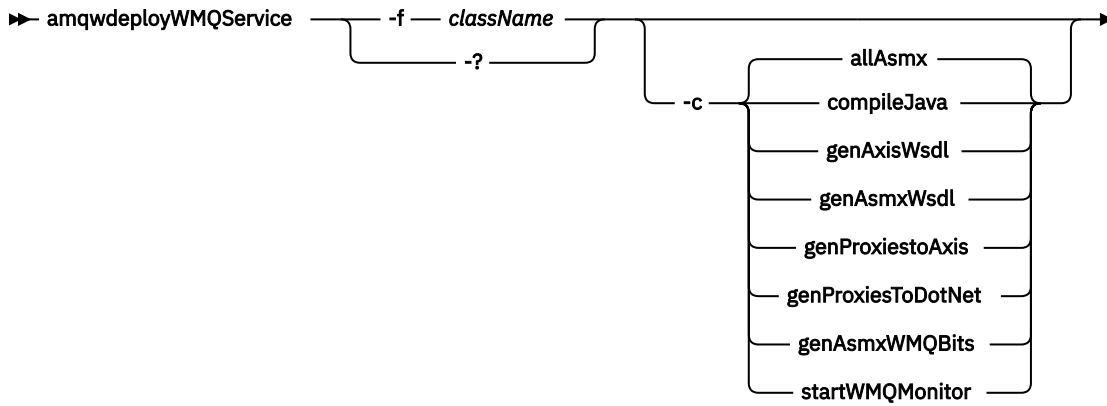 amqwdeployWMQService -f className
-?
allAsmx
-c compileJava
genAxisWsdl
genAsmxWsdl
genProxiestoAxis
genProxiesToDotNet
genAsmxWMQBits
startWMQMonitor